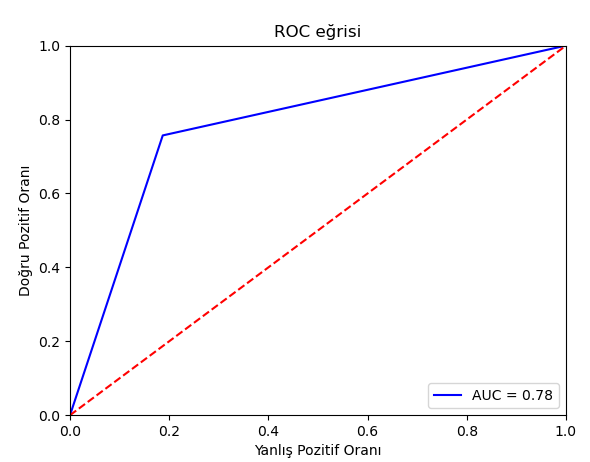 ROC eğrisi
1.0
0.8
0.6
0.4
0.2
0.0
Doğru Pozitif Oranı
AUC = 0.78
0.0 0.2 0.4 0.6 0.8 1.0
Yanlış Pozitif Oranı